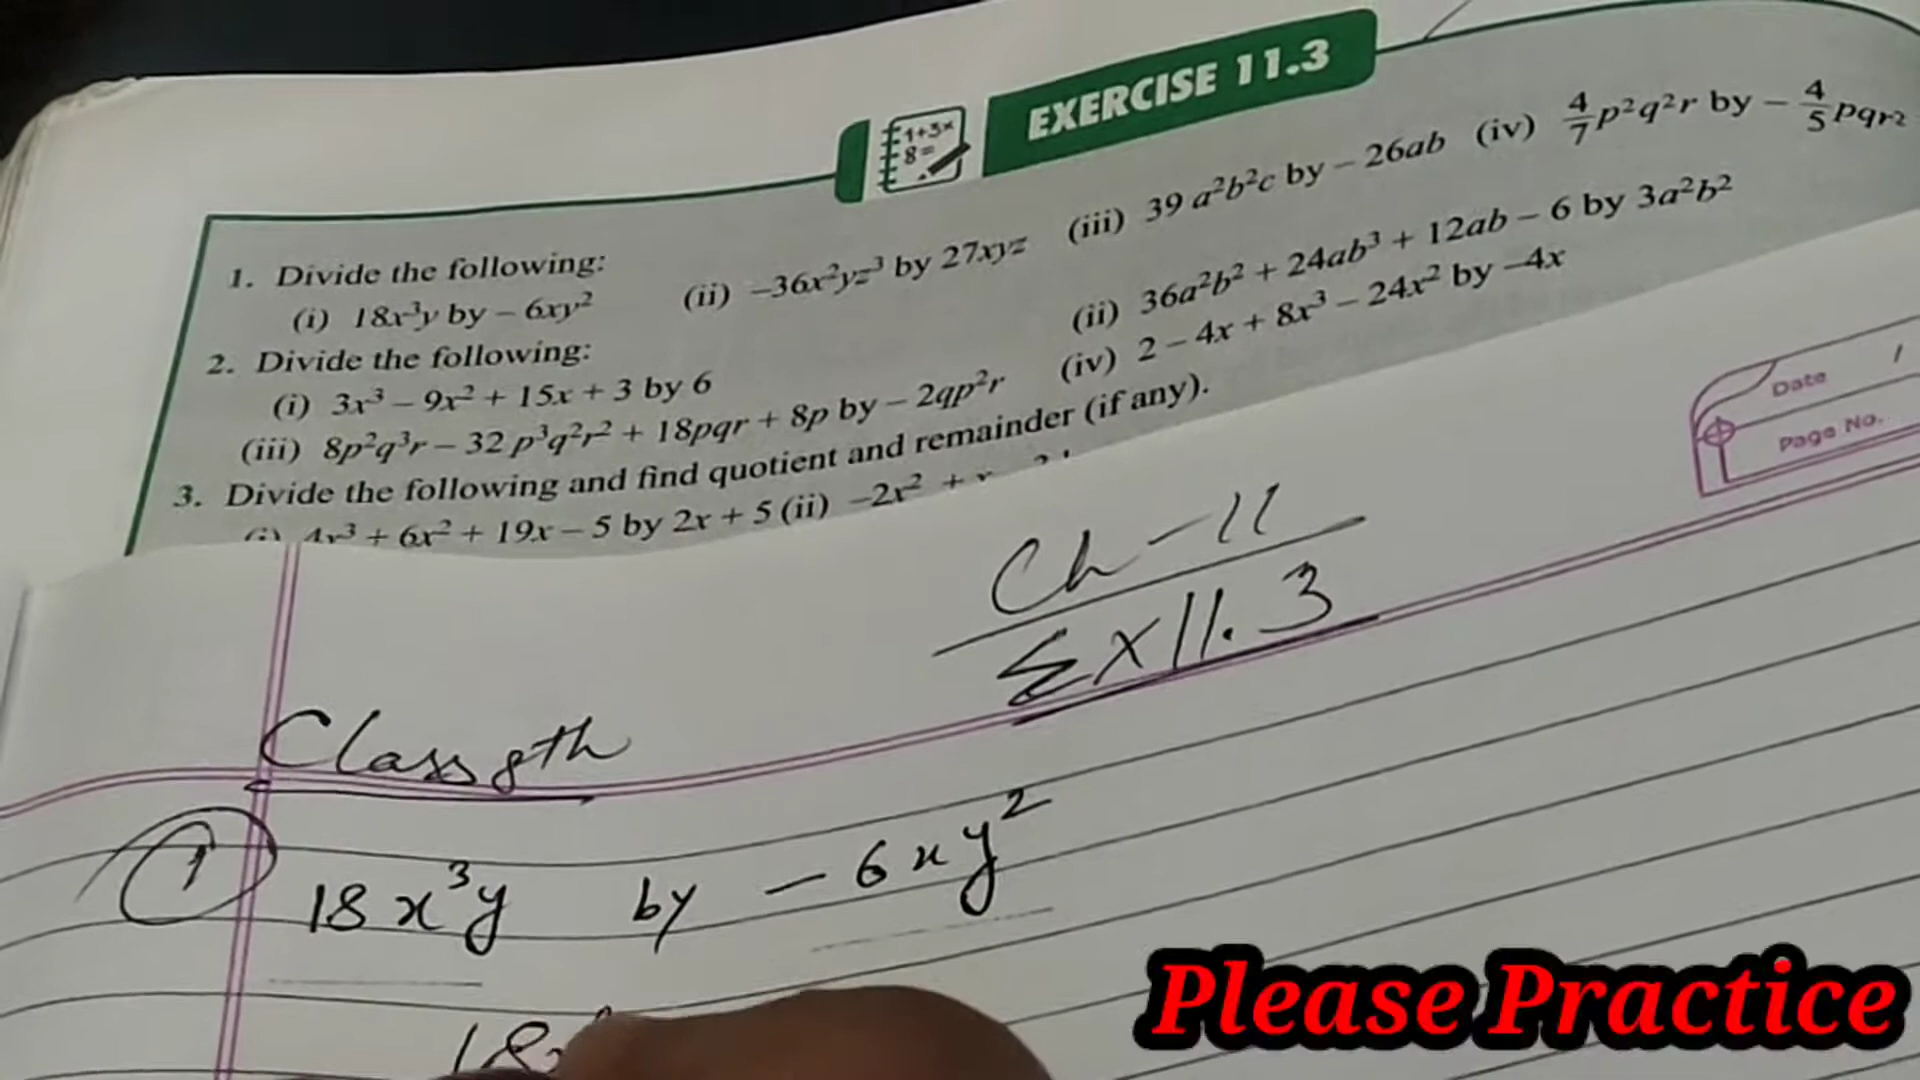 EXERCISE 11.3
1. Divide the following:
(i) 18x³y by – 6xy² (ii) –36x²yz³ by 27xyz (iii) 39 a²b²c by – 26ab (iv) 4/7 p²q²r by – 4/5 pqr²
2. Divide the following:
(i) 3x³ – 9x² + 15x + 3 by 6 (ii) 36a²b² + 24ab³ + 12ab – 6 by 3a²b²
(iii) 8p²q³r – 32 p³q²r² + 18pqr + 8p by – 2qp²r (iv) 2 – 4x + 8x³ – 24x² by –4x
3. Divide the following and find quotient and remainder (if any).
(i) 4x³ + 6x² + 19x – 5 by 2x + 5 (ii) –2x² +
Date
Page No.
Ch - 11
Ex 11.3
Class 8th
1 18x³y by – 6xy²
18
Please Practice